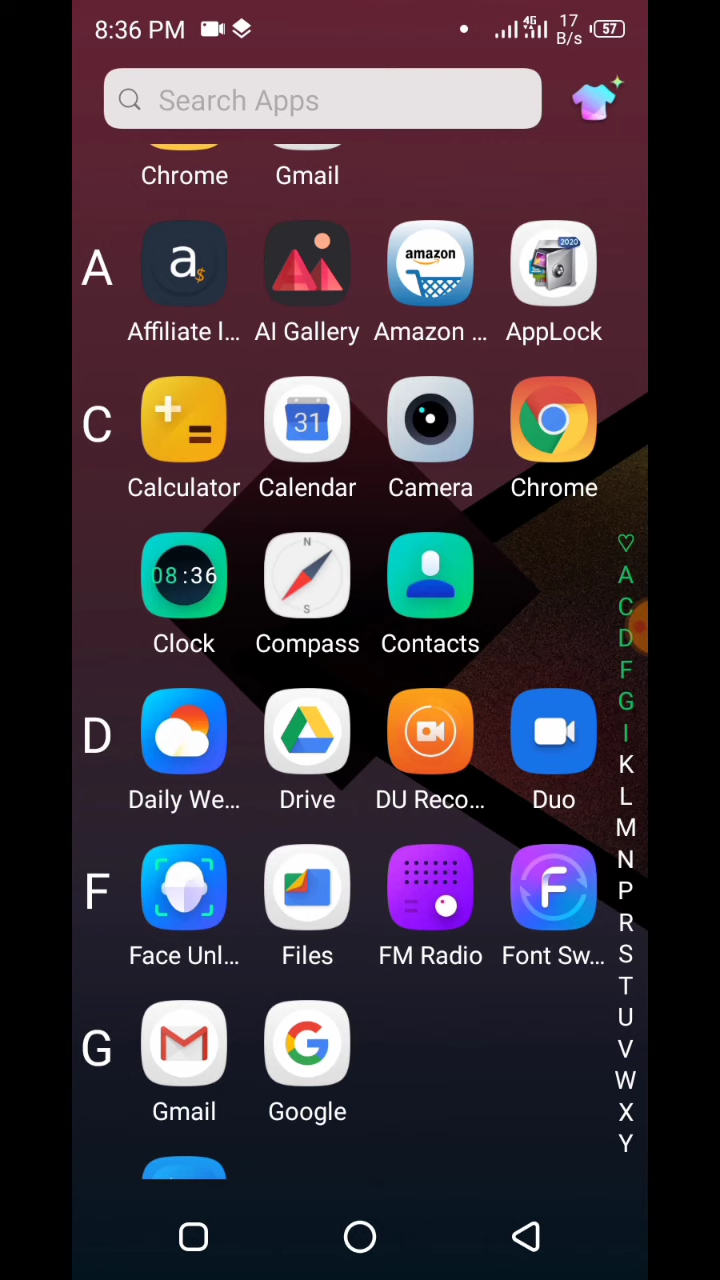 8:36 PM 4G 17 B/s 57
Search Apps
Chrome Gmail
A
a$ amazon 2020
Affiliate l... AI Gallery Amazon ... AppLock
C
31
Calculator Calendar Camera Chrome
08:36 N S
Clock Compass Contacts
D
Daily We... Drive DU Reco... Duo
F
F
Face Unl... Files FM Radio Font Sw...
G
G
Gmail Google
♡
A
C
D
F
G
I
K
L
M
N
P
R
S
T
U
V
W
X
Y